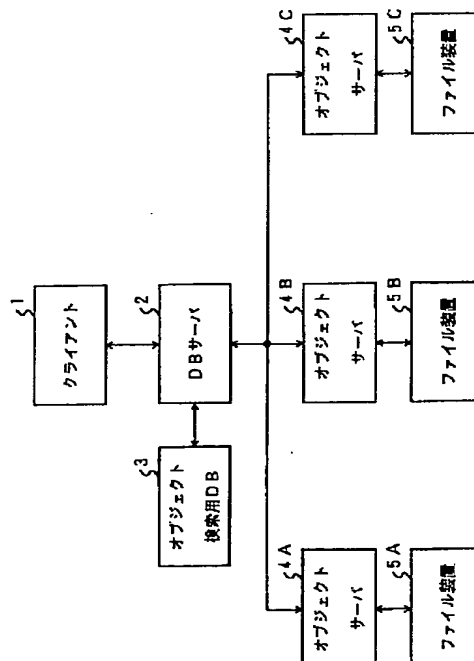 クライアント
1
DBサーバ
2
オブジェクト
検索用DB
3
オブジェクト
サーバ
4A
オブジェクト
サーバ
4B
オブジェクト
サーバ
4C
ファイル装置
5A
ファイル装置
5B
ファイル装置
5C